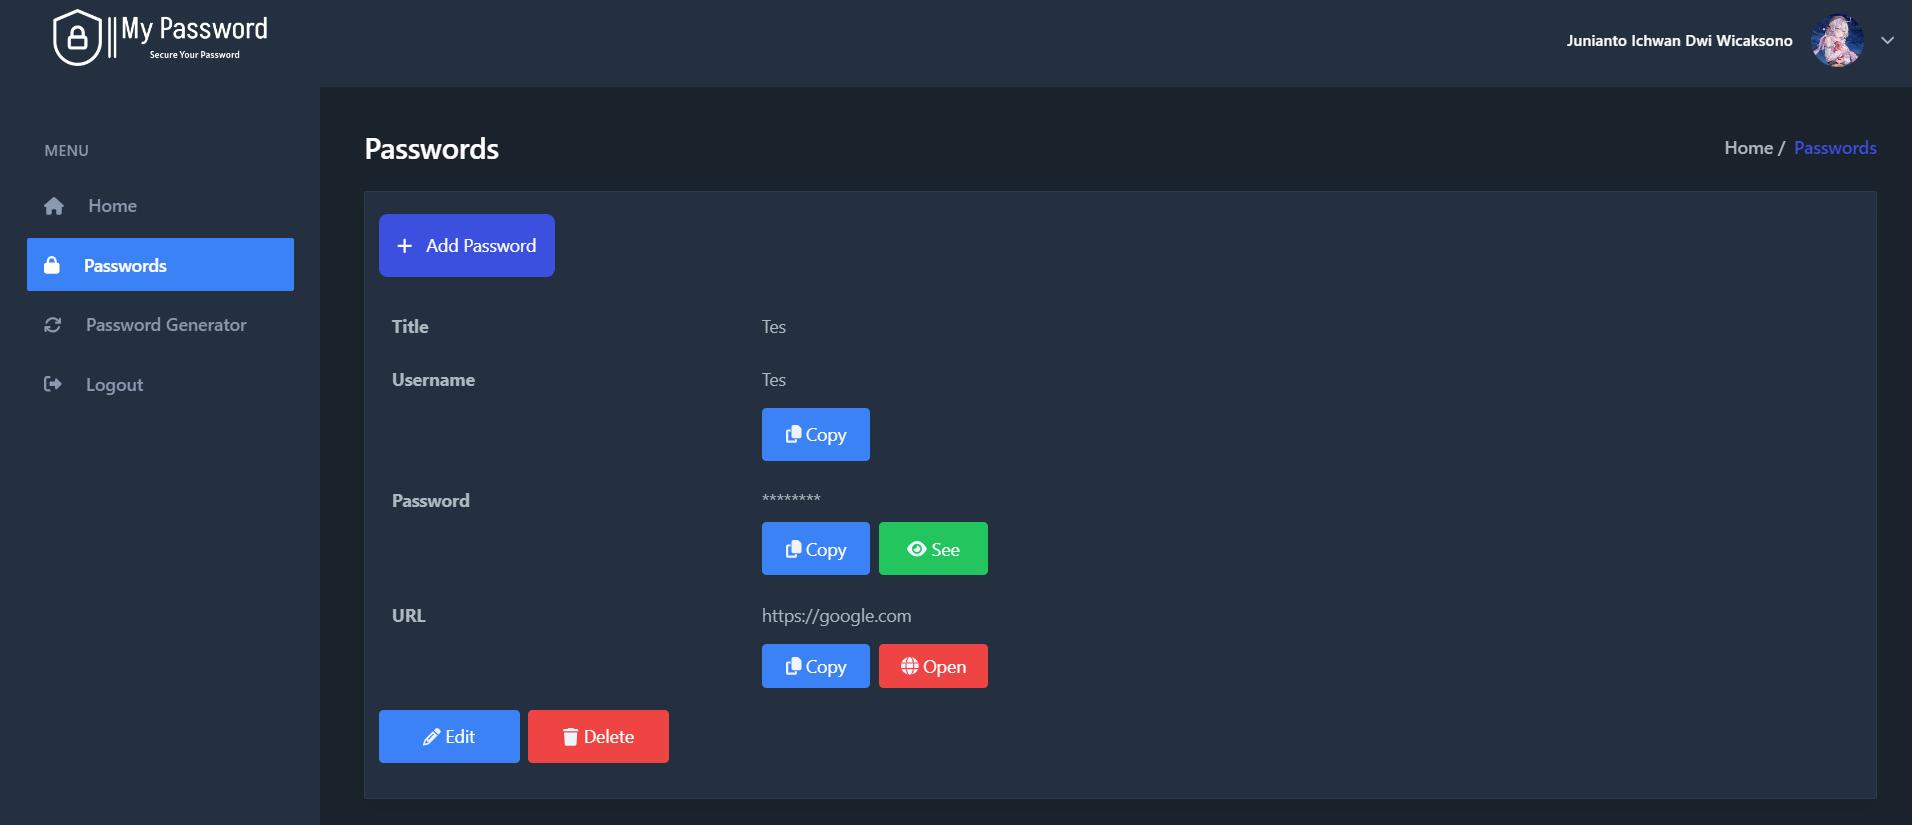 My Password
Secure Your Password
Junianto Ichwan Dwi Wicaksono
MENU
Home
Passwords
Password Generator
Logout
Passwords
Home / Passwords
Add Password
Title Tes
Username Tes
Copy
Password ********
Copy See
URL https://google.com
Copy Open
Edit Delete